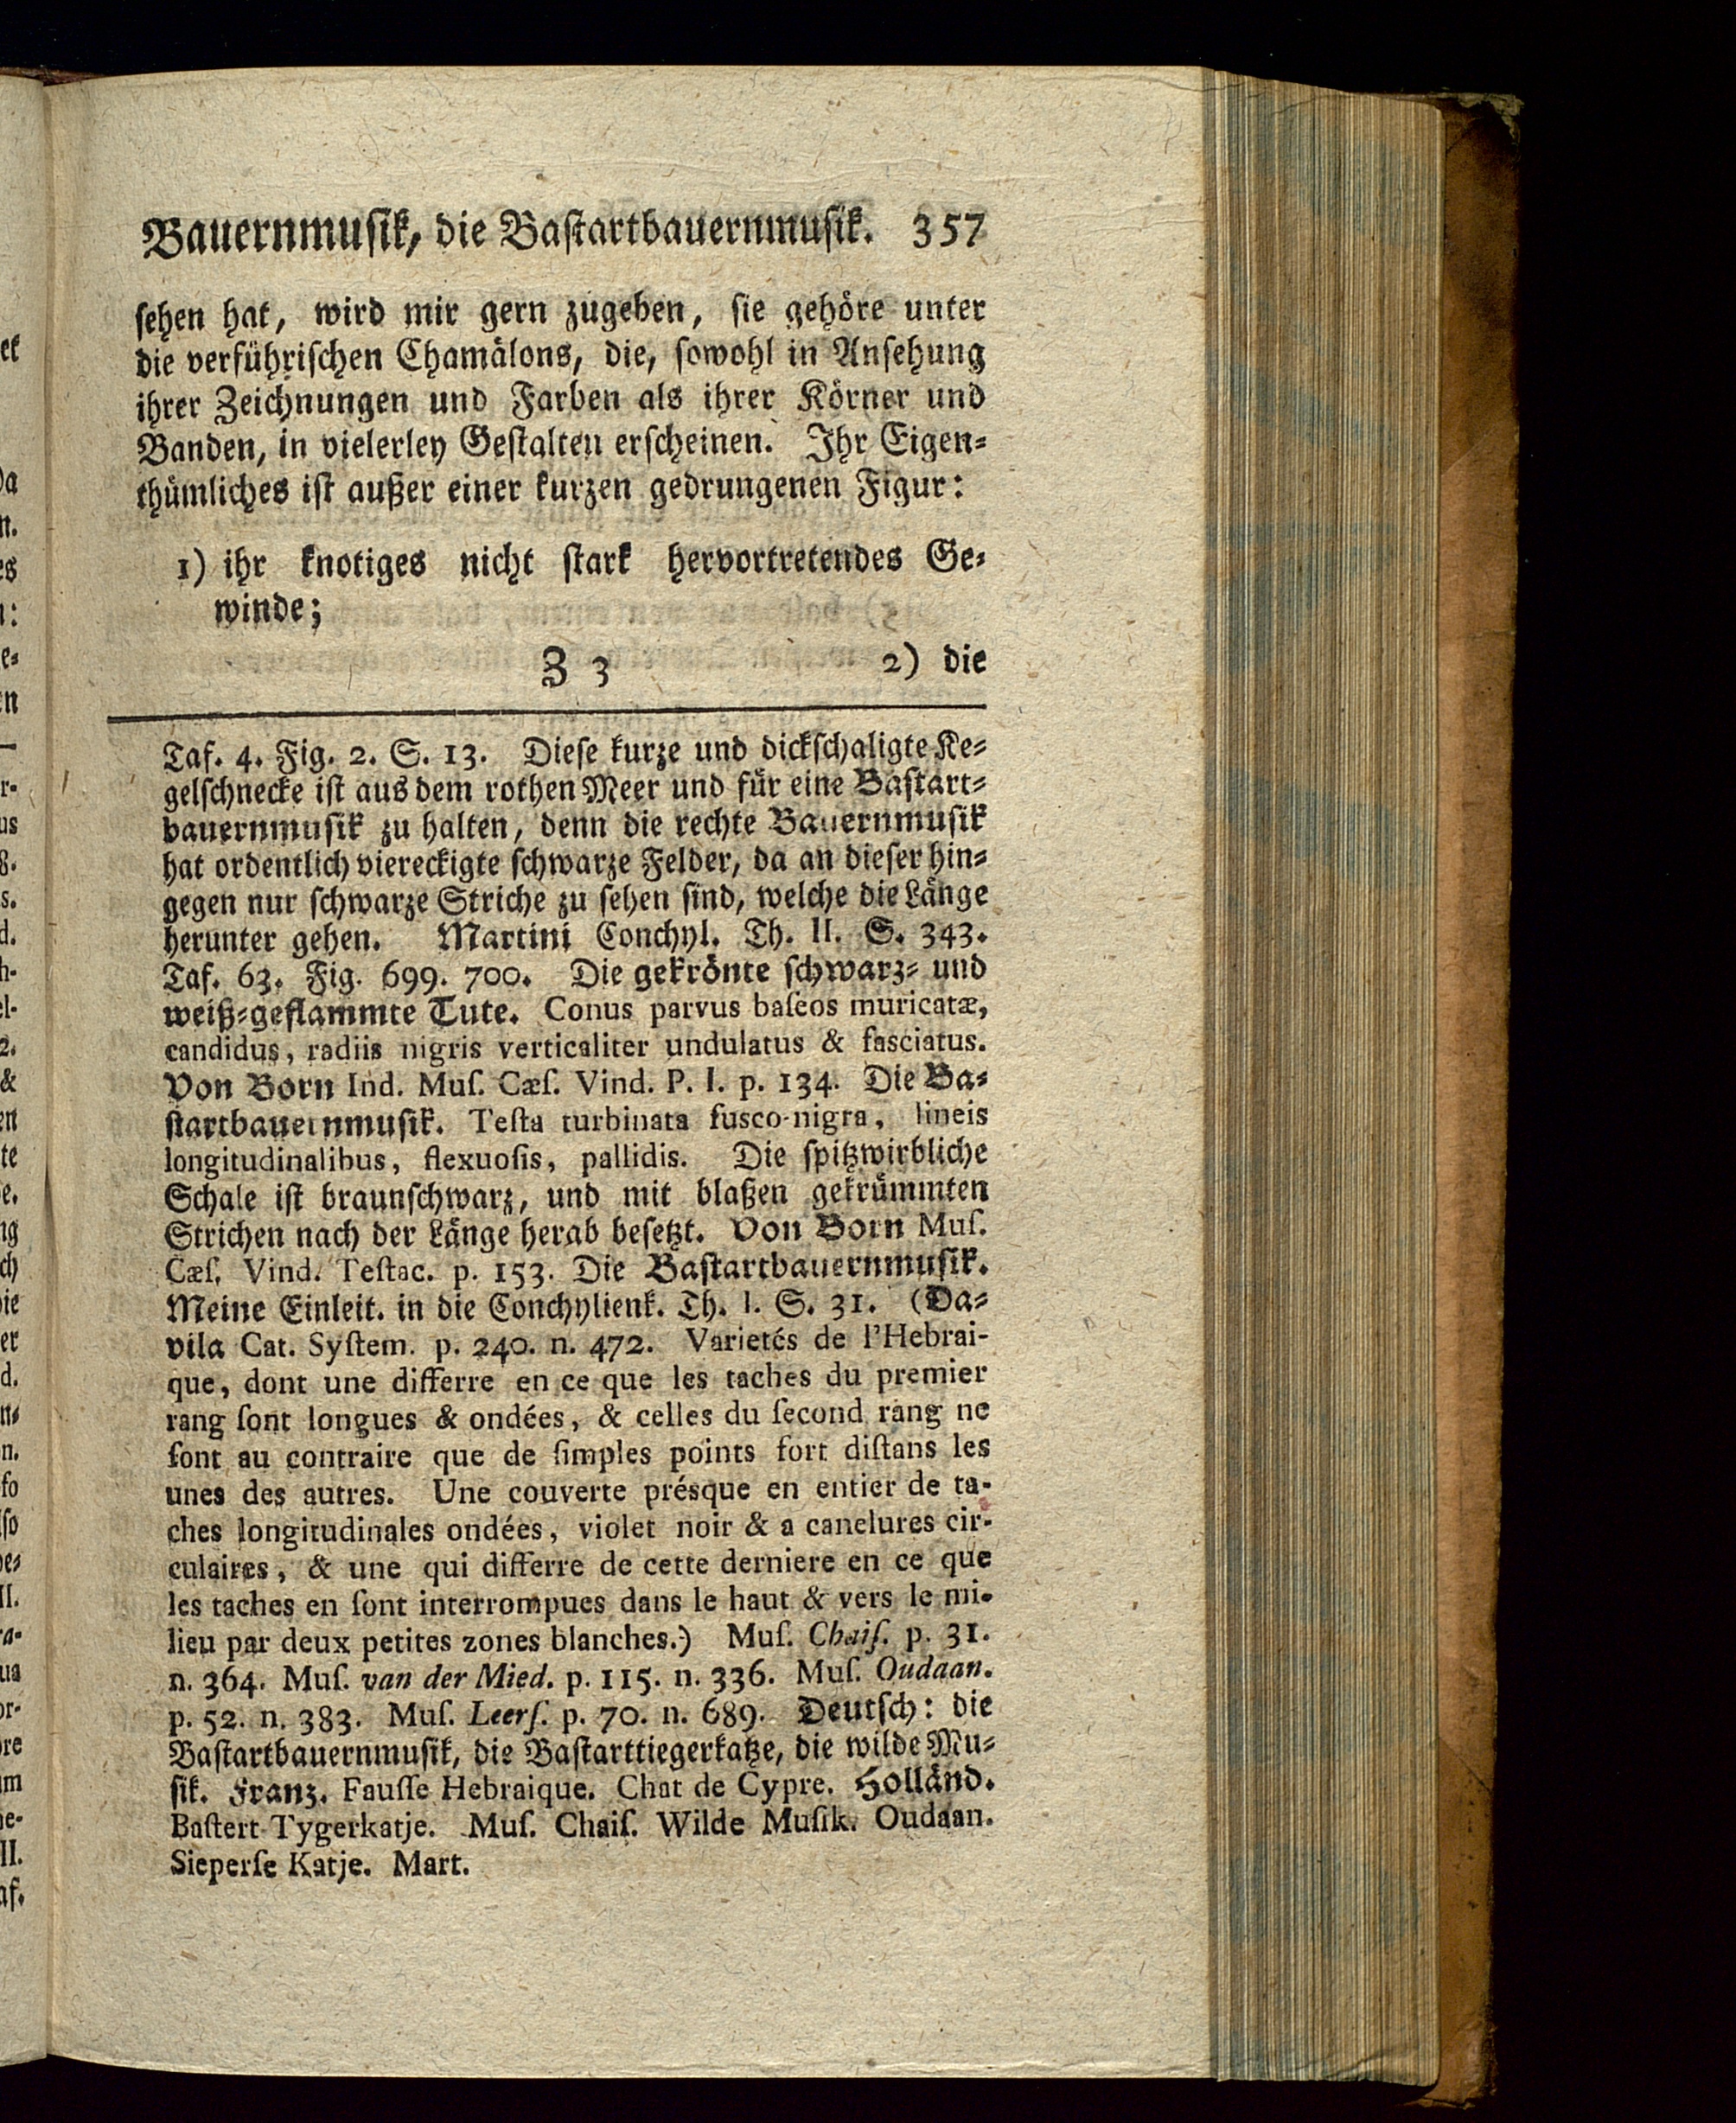 Bauernmusik, die Bastartbauernmusik. 357
sehen hat, wird mir gern zugeben, sie gehöre unter
die verführischen Chamälons, die, sowohl in Ansehung
ihrer Zeichnungen und Farben als ihrer Körner und
Banden, in vielerley Gestalten erscheinen. Ihr Eigen-
thümliches ist außer einer kurzen gedrungenen Figur:
1) ihr knotiges nicht stark hervortretendes Ge-
winde;
Z 3 2) die
Taf. 4. Fig. 2. S. 13. Diese kurze und dickschaligte Ke-
gelschnecke ist aus dem rothen Meer und für eine Bastart-
bauernmusik zu halten, denn die rechte Bauernmusik
hat ordentlich viereckigte schwarze Felder, da an dieser hin-
gegen nur schwarze Striche zu sehen sind, welche die Länge
herunter gehen. Martini Conchyl. Th. II. S. 343.
Taf. 63. Fig. 699. 700. Die gekrönte schwarz- und
weiß-geflammte Tute. Conus parvus baſeos muricatæ,
candidus, radiis nigris verticaliter undulatus & fasciatus.
Von Born Ind. Muſ. Cæſ. Vind. P. I. p. 134. Die Ba-
startbauernmusik. Teſta turbinata fusco-nigra, lineis
longitudinalibus, flexuoſis, pallidis. Die spitzwirbliche
Schale ist braunschwarz, und mit blaßen gekrümmten
Strichen nach der Länge herab besetzt. Von Born Muſ.
Cæſ. Vind. Teſtac. p. 153. Die Bastartbauernmusik.
Meine Einleit. in die Conchylienk. Th. I. S. 31. (Da-
vila Cat. Syſtem. p. 240. n. 472. Varietés de l'Hebrai-
que, dont une differre en ce que les taches du premier
rang ſont longues & ondées, & celles du ſecond rang ne
ſont au contraire que de ſimples points fort diſtans les
unes des autres. Une couverte présque en entier de ta-
ches longitudinales ondées, violet noir & a canelures cir-
culaires, & une qui differre de cette derniere en ce que
les taches en ſont interrompues dans le haut & vers le mi-
lieu par deux petites zones blanches.) Muſ. Chaiſ. p. 31.
n. 364. Muſ. van der Mied. p. 115. n. 336. Muſ. Oudaan.
p. 52. n. 383. Muſ. Leerſ. p. 70. n. 689. Deutsch: die
Bastartbauernmusik, die Bastarttiegerkatze, die wilde Mu-
sik. Franz. Fauſſe Hebraique. Chat de Cypre. Holländ.
Baſtert Tygerkatje. Muſ. Chaiſ. Wilde Muſik. Oudaan.
Sieperſe Katje. Mart.